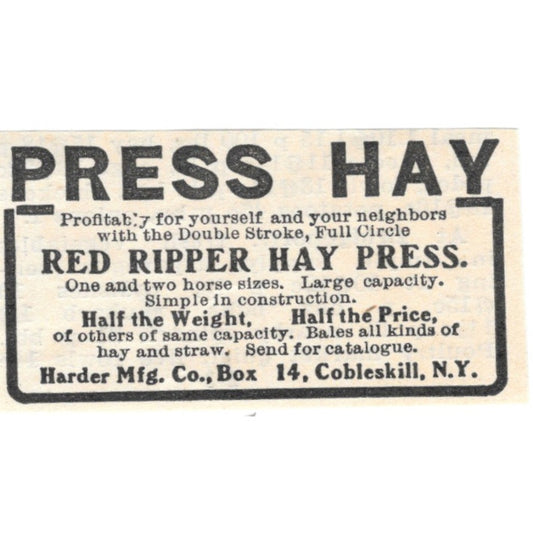 PRESS HAY
Profitably for yourself and your neighbors
with the Double Stroke, Full Circle
RED RIPPER HAY PRESS.
One and two horse sizes. Large capacity.
Simple in construction.
Half the Weight, Half the Price,
of others of same capacity. Bales all kinds of
hay and straw. Send for catalogue.
Harder Mfg. Co., Box 14, Cobleskill, N.Y.